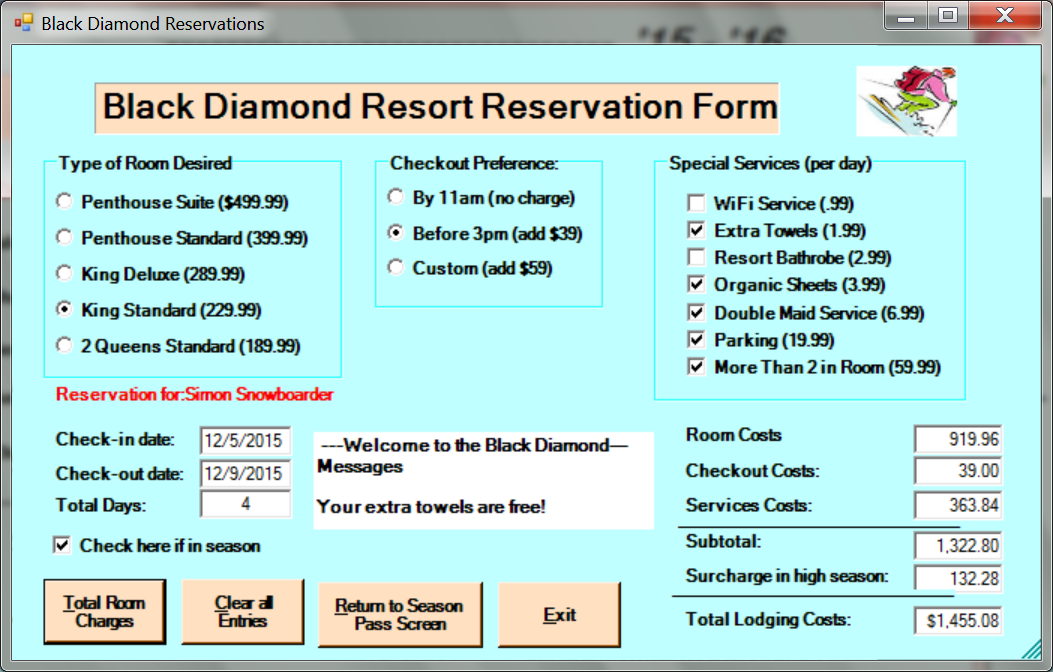 Black Diamond Reservations
'15 - '16
Black Diamond Resort Reservation Form
Type of Room Desired
Penthouse Suite ($499.99)
Penthouse Standard (399.99)
King Deluxe (289.99)
King Standard (229.99)
2 Queens Standard (189.99)
Checkout Preference:
By 11am (no charge)
Before 3pm (add $39)
Custom (add $59)
Special Services (per day)
WiFi Service (.99)
Extra Towels (1.99)
Resort Bathrobe (2.99)
Organic Sheets (3.99)
Double Maid Service (6.99)
Parking (19.99)
More Than 2 in Room (59.99)
Reservation for:Simon Snowboarder
Check-in date: 12/5/2015
Check-out date: 12/9/2015
Total Days: 4
Check here if in season
---Welcome to the Black Diamond—
Messages
Your extra towels are free!
Room Costs 919.96
Checkout Costs: 39.00
Services Costs: 363.84
Subtotal: 1,322.80
Surcharge in high season: 132.28
Total Lodging Costs: $1,455.08
Total Room
Charges
Clear all
Entries
Return to Season
Pass Screen
Exit